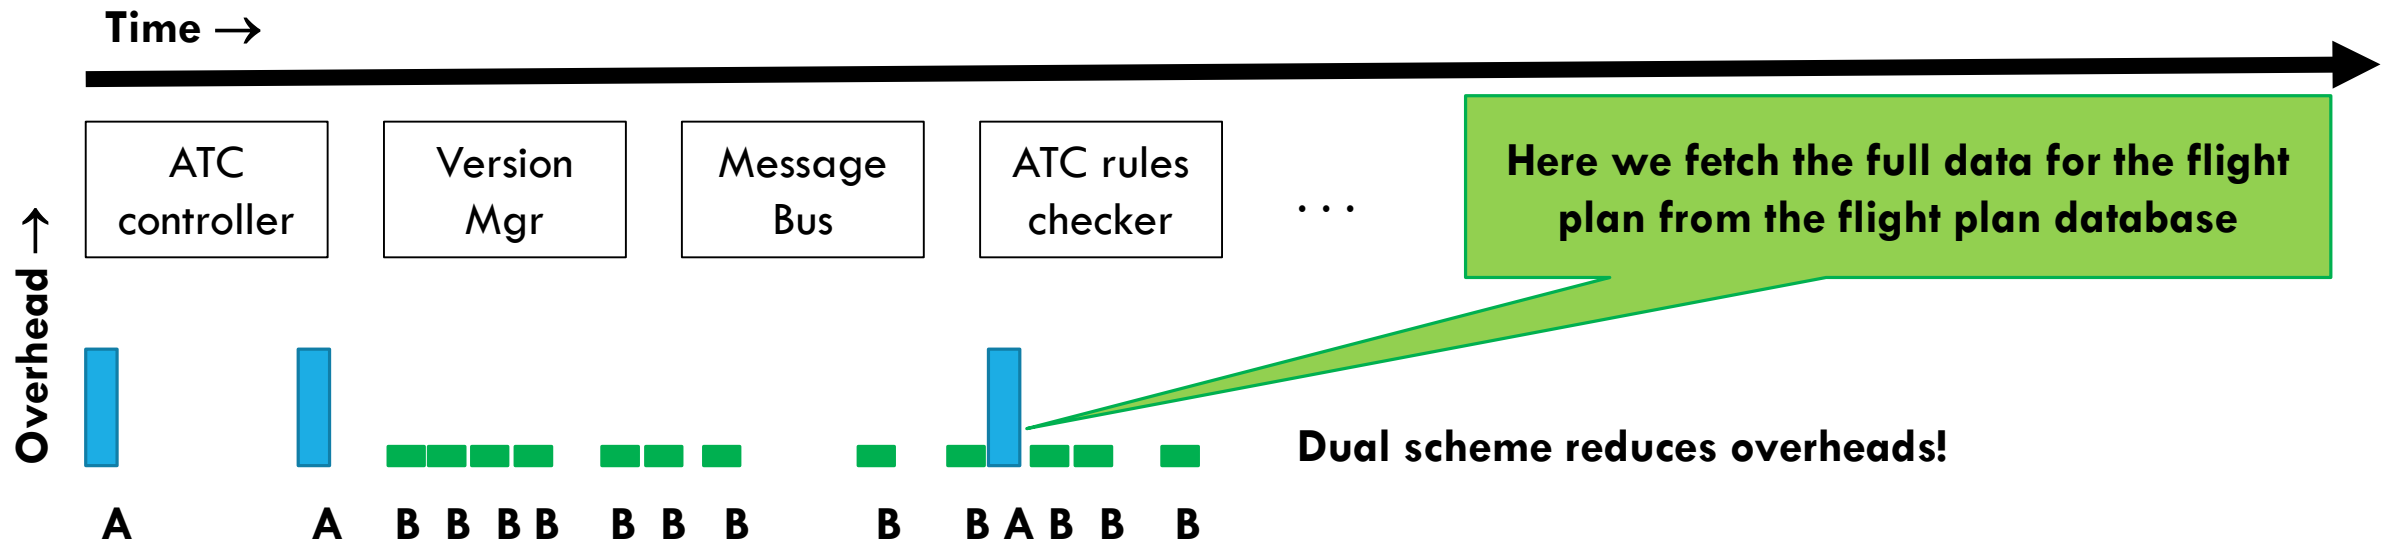 Time →
Overhead →
ATC
controller
Version
Mgr
Message
Bus
ATC rules
checker
. . .
Here we fetch the full data for the flight
plan from the flight plan database
Dual scheme reduces overheads!
A A B B B B B B B B B A B B B